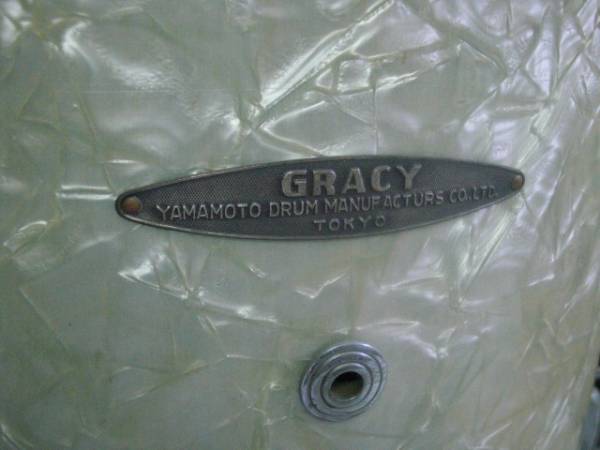 GRACY
YAMAMOTO DRUM MANUFACTURS CO., LTD.
TOKYO